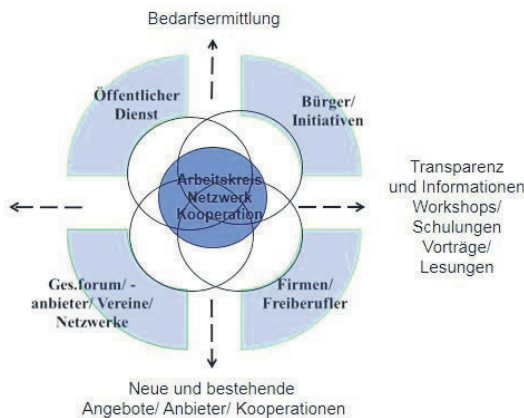 Bedarfsermittlung
Öffentlicher
Dienst
Bürger/
Initiativen
Arbeitskreis
Netzwerk
Kooperation
Transparenz
und Informationen
Workshops/
Schulungen
Vorträge/
Lesungen
Ges.forum/ -
anbieter/ Vereine/
Netzwerke
Firmen/
Freiberufler
Neue und bestehende
Angebote/ Anbieter/ Kooperationen